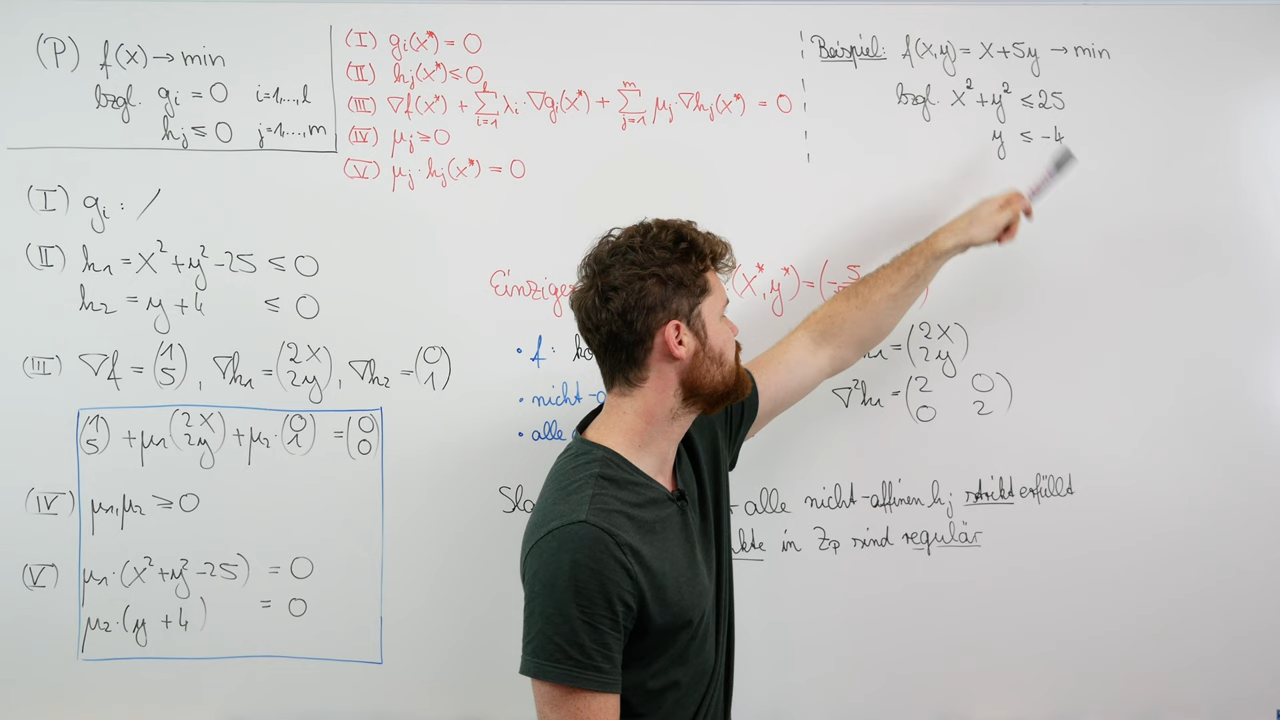 (P) f(x) → min
bzgl. gᵢ = 0 i=1,...,l
hⱼ ≤ 0 j=1,...,m
(I) gᵢ(x*) = 0
(II) hⱼ(x*) ≤ 0
(III) ∇f(x*) + ∑_{i=1}^{l} λᵢ·∇gᵢ(x*) + ∑_{j=1}^{m} μⱼ·∇hⱼ(x*) = 0
(IV) μⱼ ≥ 0
(V) μⱼ·hⱼ(x*) = 0
Beispiel: f(x,y) = x+5y → min
bzgl. x²+y² ≤ 25
y ≤ -4
(I) gᵢ : /
(II) h₁ = x²+y²-25 ≤ 0
h₂ = y+4 ≤ 0
(III) ∇f = (1 5), ∇h₁ = (2x 2y), ∇h₂ = (0 1)
(1 5) + μ₁(2x 2y) + μ₂·(0 1) = (0 0)
(IV) μ₁,μ₂ ≥ 0
(V) μ₁·(x²+y²-25) = 0
μ₂·(y+4) = 0
Einziger (x*,y*) = (-5
• f:
• nicht-
• alle
= (2x 2y)
∇²h₁ = (2 0 0 2)
alle nicht-affinen hⱼ strikt erfüllt
in Zp sind regulär